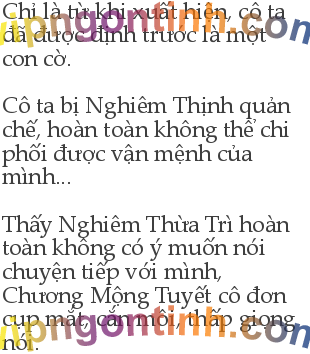 Chỉ là từ khi xuất hiện, cô ta
đã được định trước là một
con cờ.
Cô ta bị Nghiêm Thịnh quản
chế, hoàn toàn không thể chi
phối được vận mệnh của
mình...
Thấy Nghiêm Thừa Trì hoàn
toàn không có ý muốn nói
chuyện tiếp với mình,
Chương Mộng Tuyết cô đơn
cụp mắt, cắn môi, thấp giọng
nói.
vipngontinh.com
vipngontinh.com